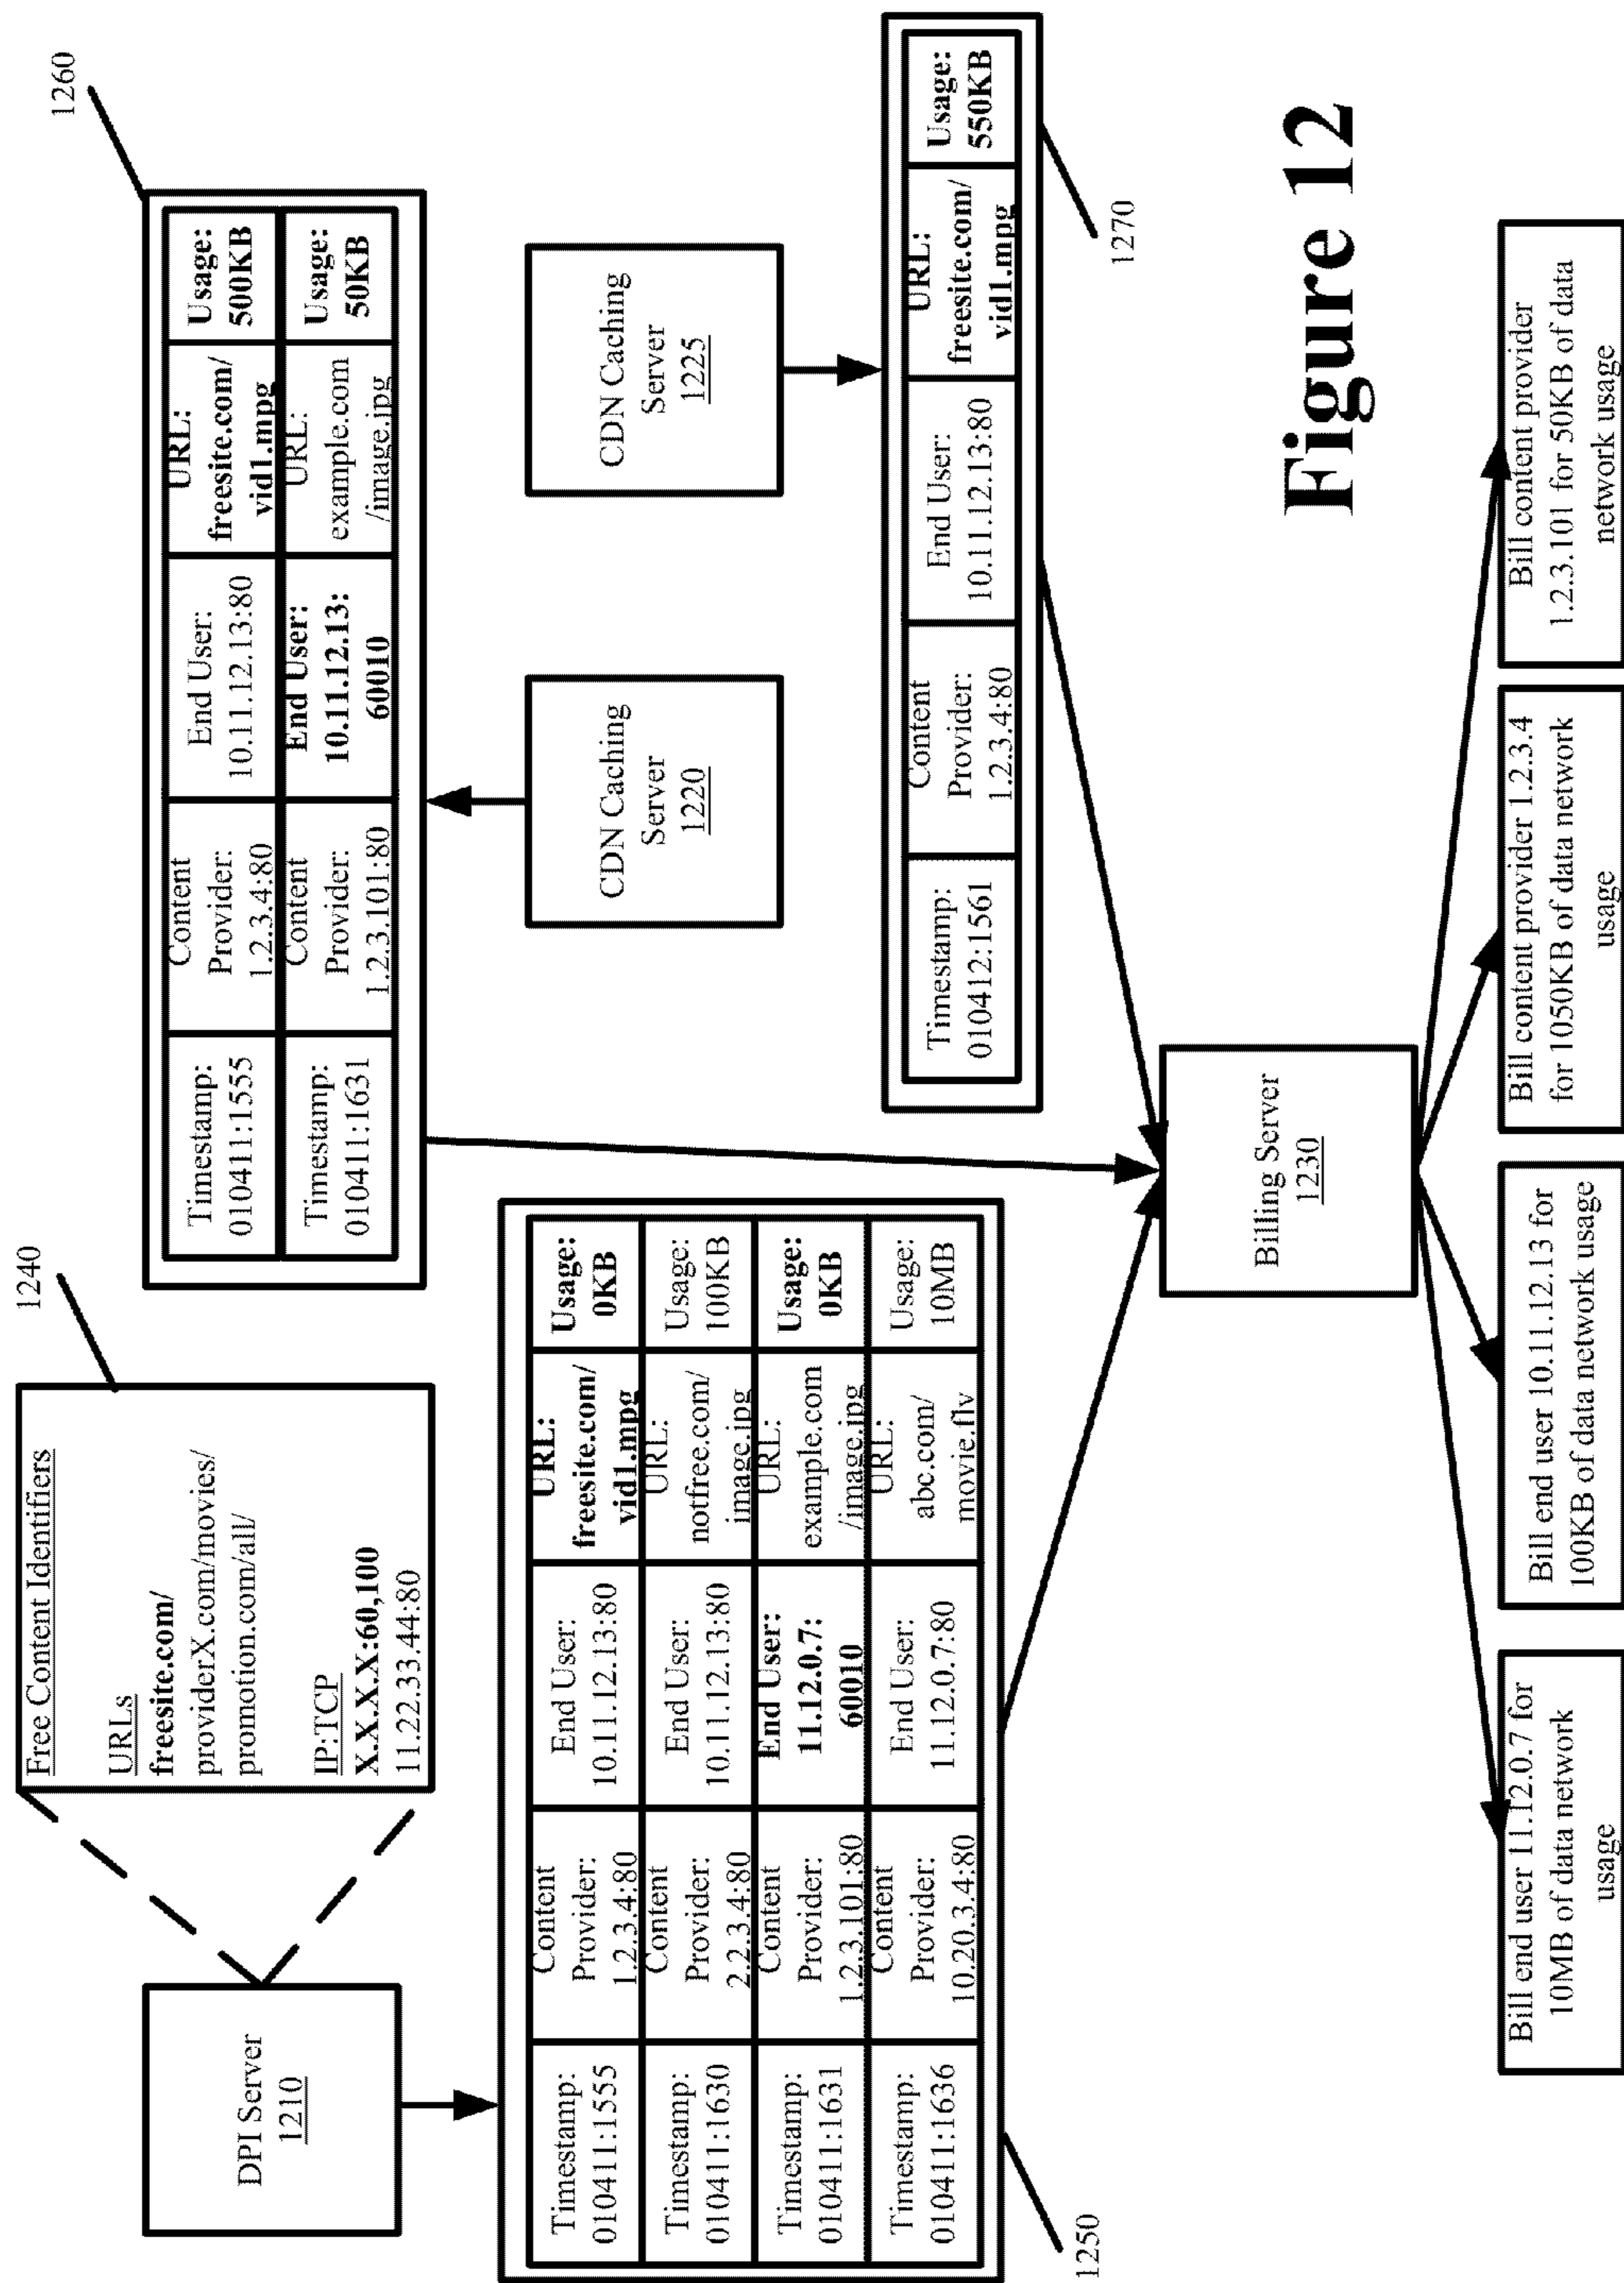 1240
1260
DPI Server
1210
Free Content Identifiers
URLs
freesite.com/
providerX.com/movies/
promotion.com/all/
IP:TCP
X.X.X.X:60,100
11.22.33.44:80
Timestamp:
010411:1555
Content
Provider:
1.2.3.4:80
End User:
10.11.12.13:80
URL:
freesite.com/
vid1.mpg
Usage:
500KB
Timestamp:
010411:1631
Content
Provider:
1.2.3.101:80
End User:
10.11.12.13:
60010
URL:
example.com
/image.jpg
Usage:
50KB
CDN Caching
Server
1220
CDN Caching
Server
1225
Timestamp:
010411:1555
Content
Provider:
1.2.3.4:80
End User:
10.11.12.13:80
URL:
freesite.com/
vid1.mpg
Usage:
0KB
Timestamp:
010411:1630
Content
Provider:
2.2.3.4:80
End User:
10.11.12.13:80
URL:
notfree.com/
image.jpg
Usage:
100KB
Timestamp:
010411:1631
Content
Provider:
1.2.3.101:80
End User:
11.12.0.7:
60010
URL:
example.com
/image.jpg
Usage:
0KB
Timestamp:
010411:1636
Content
Provider:
10.20.3.4:80
End User:
11.12.0.7:80
URL:
abc.com/
movie.flv
Usage:
10MB
1250
Timestamp:
010412:1561
Content
Provider:
1.2.3.4:80
End User:
10.11.12.13:80
URL:
freesite.com/
vid1.mpg
Usage:
550KB
1270
Billing Server
1230
Figure 12
Bill end user 11.12.0.7 for
10MB of data network
usage
Bill end user 10.11.12.13 for
100KB of data network usage
Bill content provider 1.2.3.4
for 1050KB of data network
usage
Bill content provider
1.2.3.101 for 50KB of data
network usage